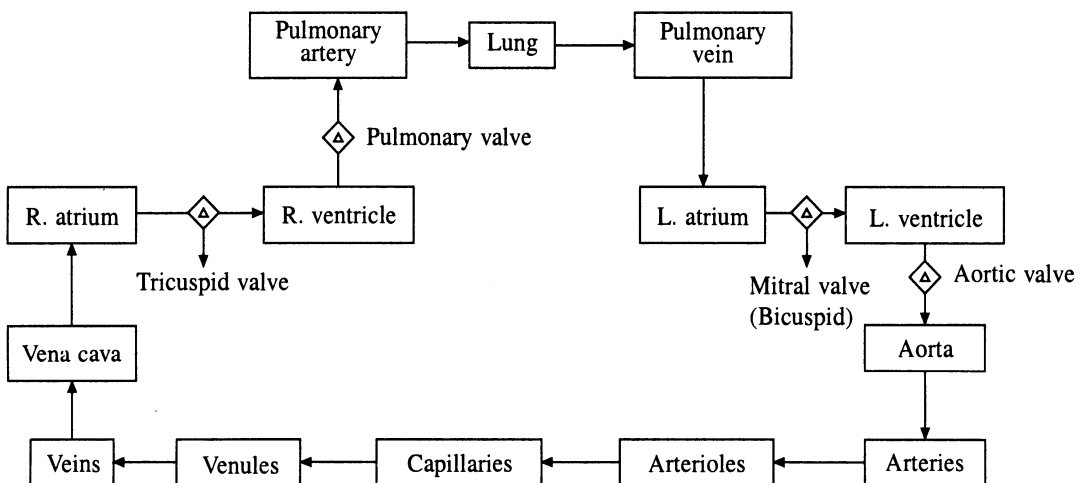 Pulmonary
artery
Lung
Pulmonary
vein
Pulmonary valve
R. atrium
R. ventricle
L. atrium
L. ventricle
Tricuspid valve
Mitral valve
(Bicuspid)
Aortic valve
Vena cava
Aorta
Veins
Venules
Capillaries
Arterioles
Arteries